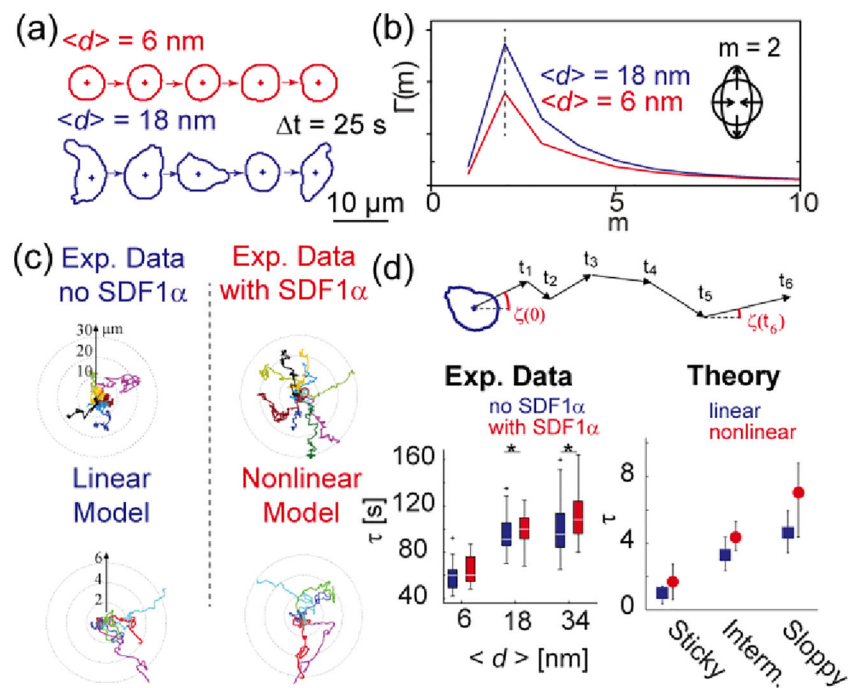 (a)
<d> = 6 nm
<d> = 18 nm
Δt = 25 s
10 µm
(b)
Γ(m)
<d> = 18 nm
<d> = 6 nm
m = 2
0
5
10
m
(c)
Exp. Data
no SDF1α
Exp. Data
with SDF1α
30
µm
20
10
Linear
Model
Nonlinear
Model
6
4
2
(d)
t1
t2
t3
t4
t5
t6
ζ(0)
ζ(t6)
Exp. Data
no SDF1α
with SDF1α
*
*
160
120
80
40
τ [s]
6
18
34
< d > [nm]
Theory
linear
nonlinear
8
4
0
τ
Sticky
Interm.
Sloppy